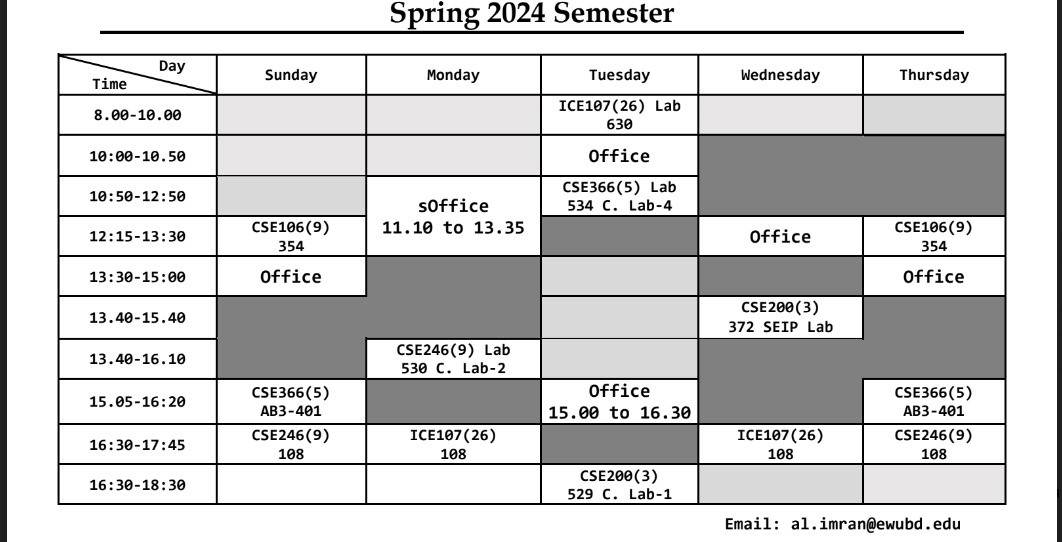 Spring 2024 Semester
Day
Time
Sunday
Monday
Tuesday
Wednesday
Thursday
8.00-10.00
ICE107(26) Lab
630
10:00-10.50
Office
10:50-12:50
sOffice
11.10 to 13.35
CSE366(5) Lab
534 C. Lab-4
12:15-13:30
CSE106(9)
354
Office
CSE106(9)
354
13:30-15:00
Office
Office
13.40-15.40
CSE200(3)
372 SEIP Lab
13.40-16.10
CSE246(9) Lab
530 C. Lab-2
15.05-16:20
CSE366(5)
AB3-401
Office
15.00 to 16.30
CSE366(5)
AB3-401
16:30-17:45
CSE246(9)
108
ICE107(26)
108
ICE107(26)
108
CSE246(9)
108
16:30-18:30
CSE200(3)
529 C. Lab-1
Email: al.imran@ewubd.edu